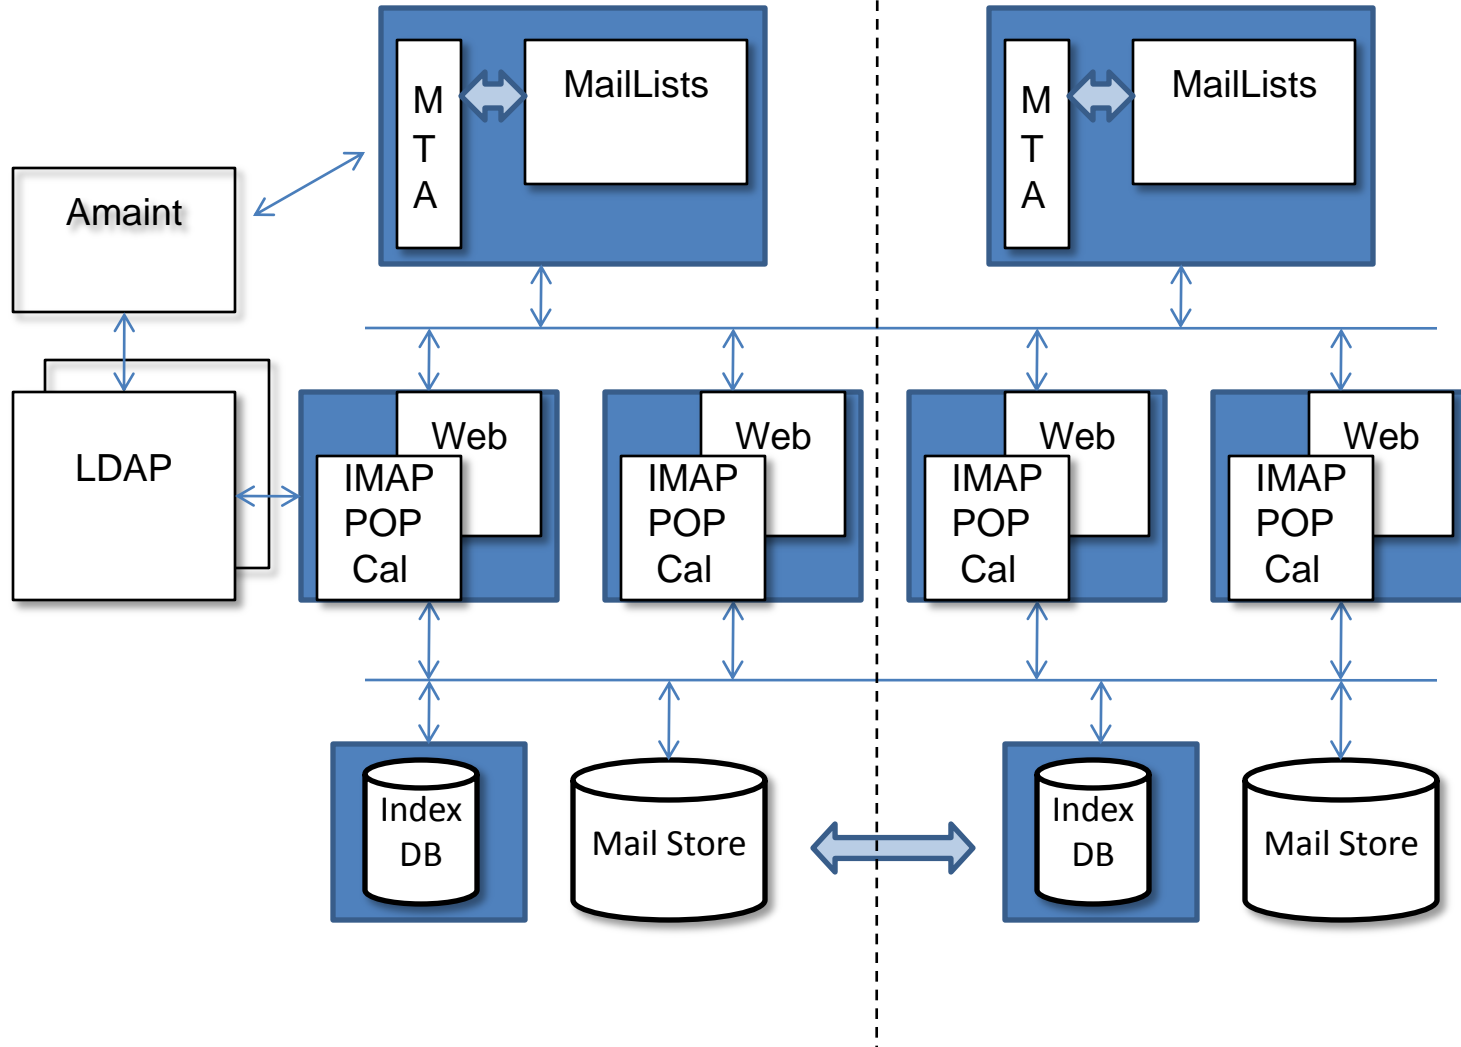 M
T
A
MailLists
M
T
A
MailLists
Amaint
LDAP
Web
IMAP
POP
Cal
Web
IMAP
POP
Cal
Web
IMAP
POP
Cal
Web
IMAP
POP
Cal
Index
DB
Mail Store
Index
DB
Mail Store